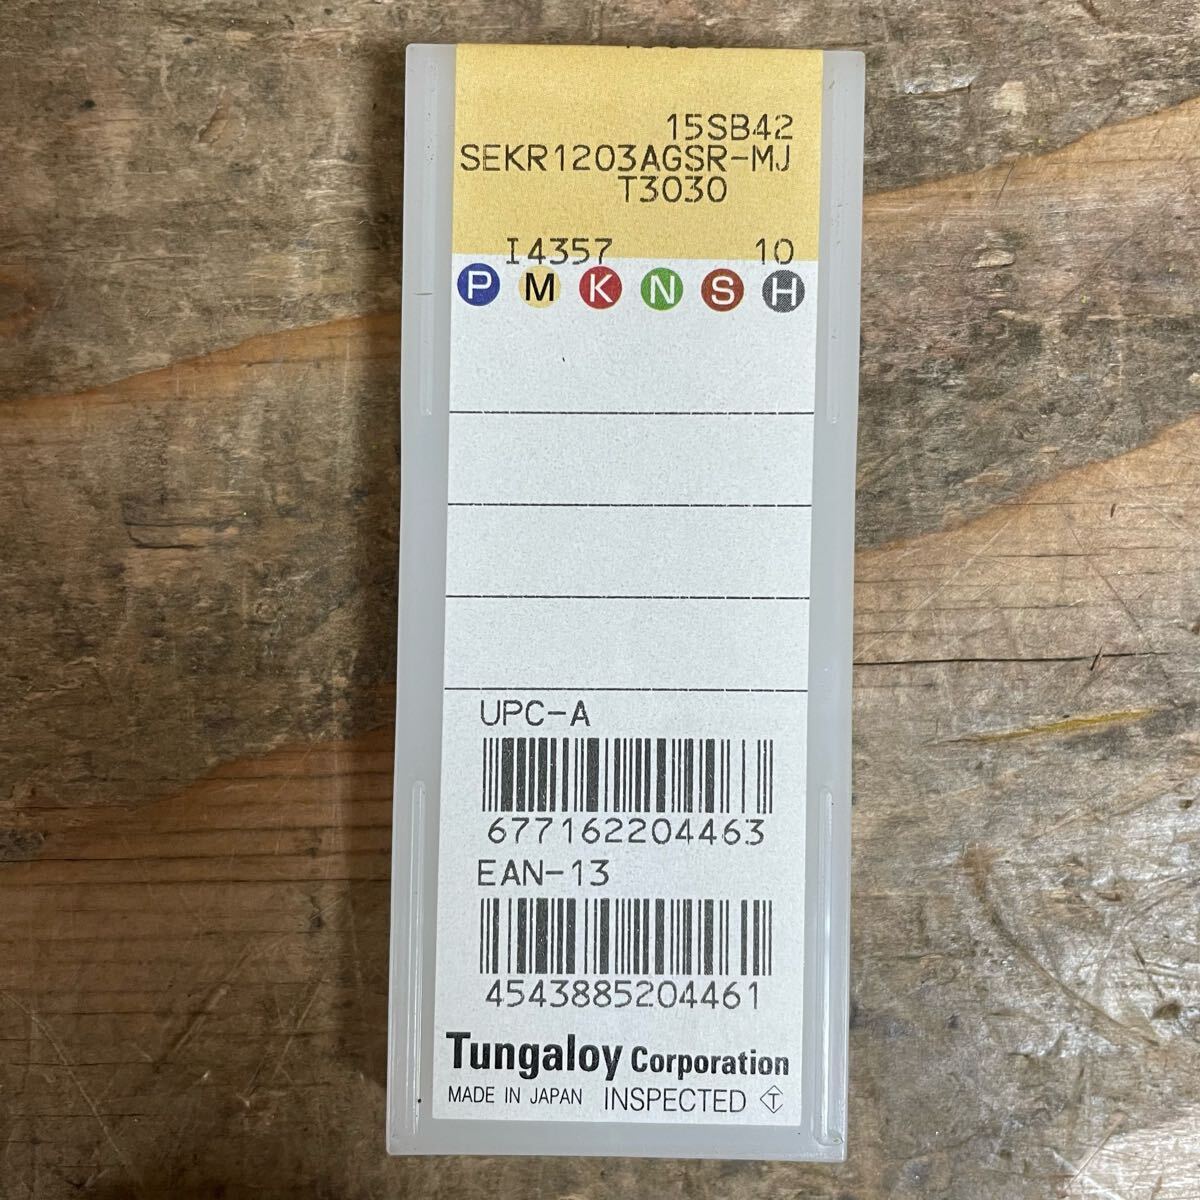 15SB42
SEKR1203AGSR-MJ
T3030
I4357 10
P M K N S H
UPC-A
677162204463
EAN-13
4543885204461
Tungaloy Corporation
MADE IN JAPAN INSPECTED T